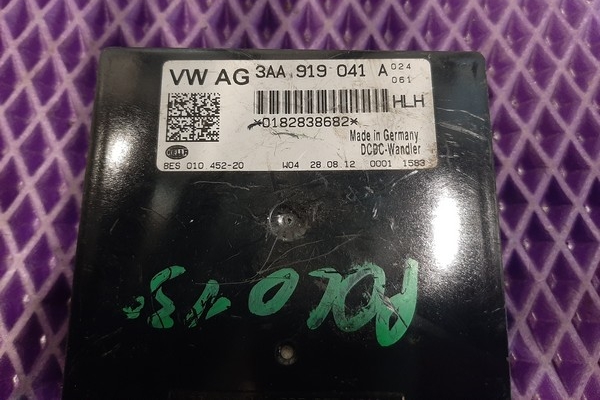 VW AG 3AA 919 041 A 024
061
HLH
*0182838682*
Made in Germany
DCDC-Wandler
HELLA
8ES 010 452-20 W04 28.08.12 0001 1583
POLO 13